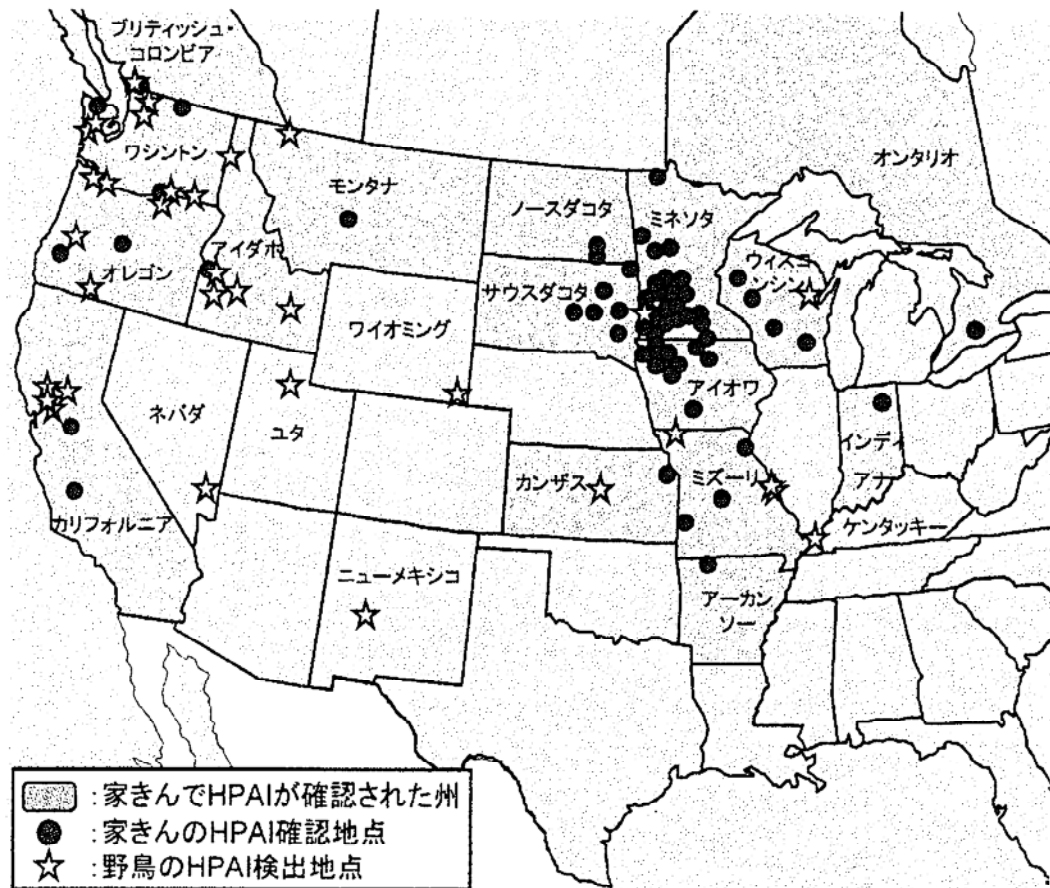 ブリティッシュ・
コロンビア
ワシントン
モンタナ
オンタリオ
ノースダコタ
ミネソタ
アイダホ
オレゴン
サウスダコタ
ウィスコ
ンシン
ワイオミング
アイオワ
ネバダ
ユタ
インディ
アナ
カンザス
ミズーリ
カリフォルニア
ケンタッキー
ニューメキシコ
アーカン
ソー
：家きんでHPAIが確認された州
：家きんのHPAI確認地点
：野鳥のHPAI検出地点